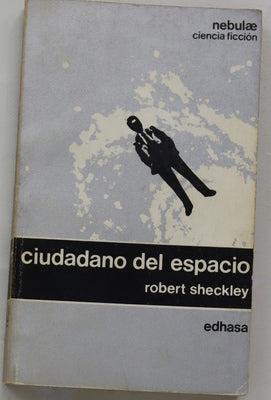 nebulæ
ciencia ficción
ciudadano del espacio
robert sheckley
edhasa